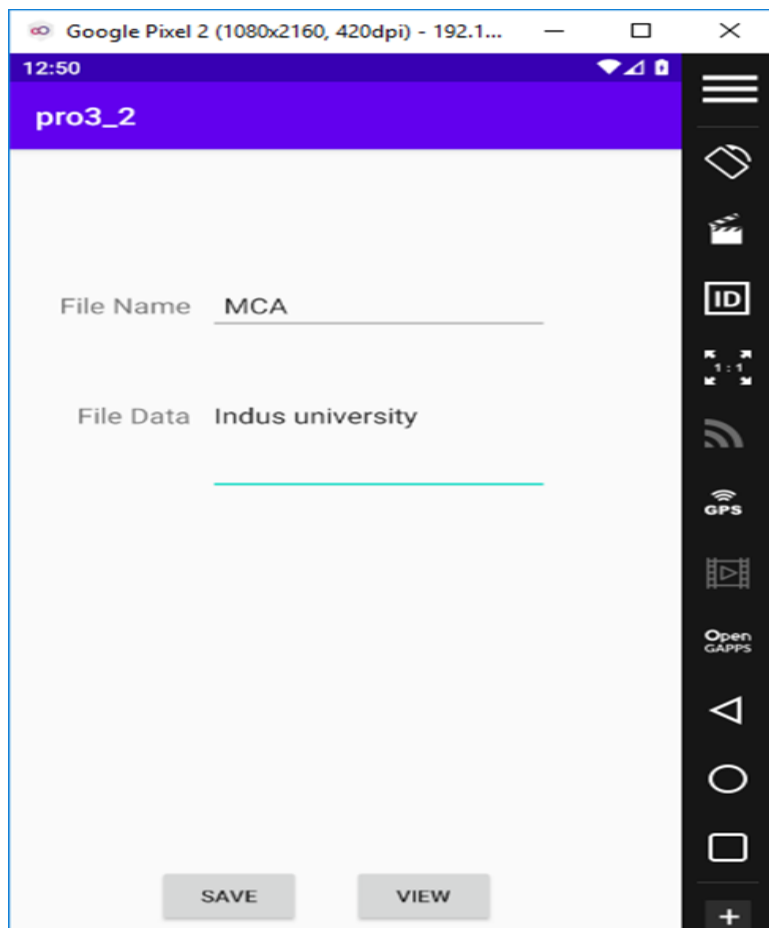 Google Pixel 2 (1080x2160, 420dpi) - 192.1...
12:50
pro3_2
ID
1 : 1
File Name MCA
File Data Indus university
GPS
Open
GAPPS
SAVE VIEW